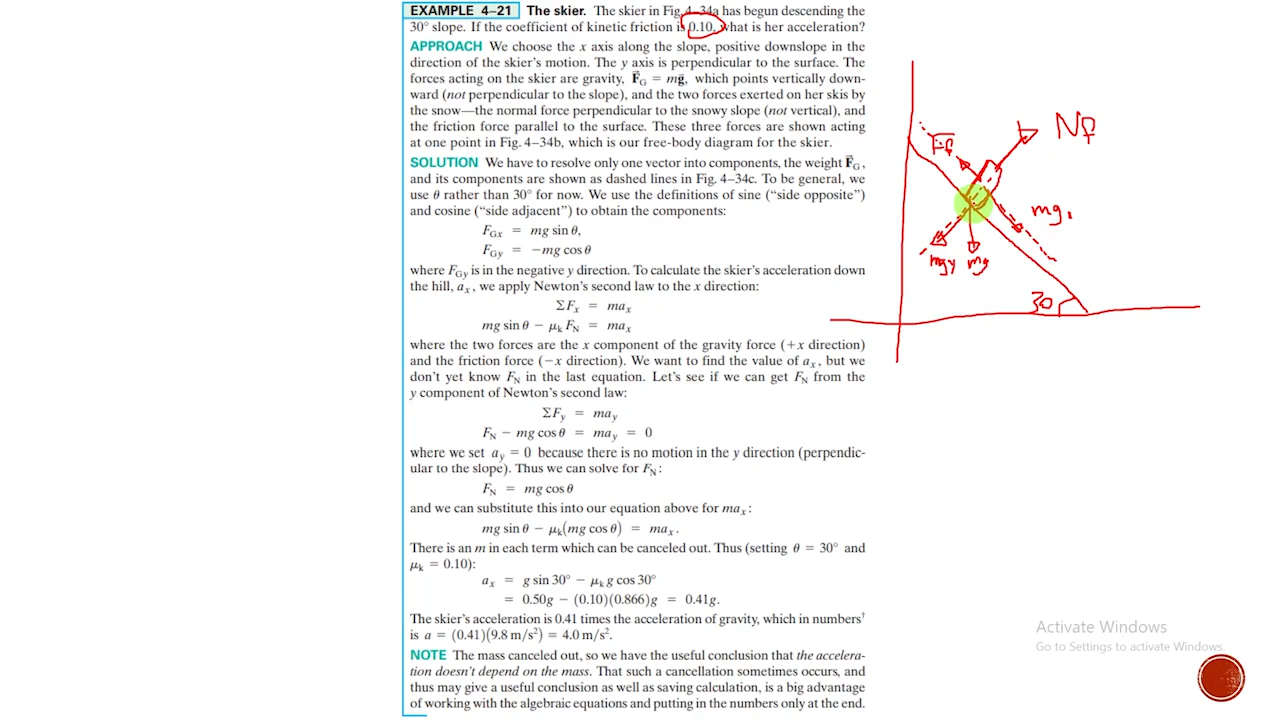 EXAMPLE 4–21 The skier. The skier in Fig. 4–34a has begun descending the
30° slope. If the coefficient of kinetic friction is 0.10, what is her acceleration?
APPROACH We choose the x axis along the slope, positive downslope in the
direction of the skier's motion. The y axis is perpendicular to the surface. The
forces acting on the skier are gravity, F⃗G = mg⃗, which points vertically down-
ward (not perpendicular to the slope), and the two forces exerted on her skis by
the snow—the normal force perpendicular to the snowy slope (not vertical), and
the friction force parallel to the surface. These three forces are shown acting
at one point in Fig. 4–34b, which is our free-body diagram for the skier.
SOLUTION We have to resolve only one vector into components, the weight F⃗G,
and its components are shown as dashed lines in Fig. 4–34c. To be general, we
use θ rather than 30° for now. We use the definitions of sine (“side opposite”)
and cosine (“side adjacent”) to obtain the components:
FGx = mg sin θ,
FGy = −mg cos θ
where FGy is in the negative y direction. To calculate the skier's acceleration down
the hill, ax, we apply Newton's second law to the x direction:
ΣFx = max
mg sin θ − μk FN = max
where the two forces are the x component of the gravity force (+x direction)
and the friction force (−x direction). We want to find the value of ax, but we
don't yet know FN in the last equation. Let's see if we can get FN from the
y component of Newton's second law:
ΣFy = may
FN − mg cos θ = may = 0
where we set ay = 0 because there is no motion in the y direction (perpendic-
ular to the slope). Thus we can solve for FN:
FN = mg cos θ
and we can substitute this into our equation above for max:
mg sin θ − μk(mg cos θ) = max.
There is an m in each term which can be canceled out. Thus (setting θ = 30° and
μk = 0.10):
ax = g sin 30° − μk g cos 30°
= 0.50g − (0.10)(0.866)g = 0.41g.
The skier's acceleration is 0.41 times the acceleration of gravity, which in numbers†
is a = (0.41)(9.8 m/s²) = 4.0 m/s².
NOTE The mass canceled out, so we have the useful conclusion that the accelera-
tion doesn't depend on the mass. That such a cancellation sometimes occurs, and
thus may give a useful conclusion as well as saving calculation, is a big advantage
of working with the algebraic equations and putting in the numbers only at the end.
Nf
Ff
mg
mgy mg
30
Activate Windows
Go to Settings to activate Windows.